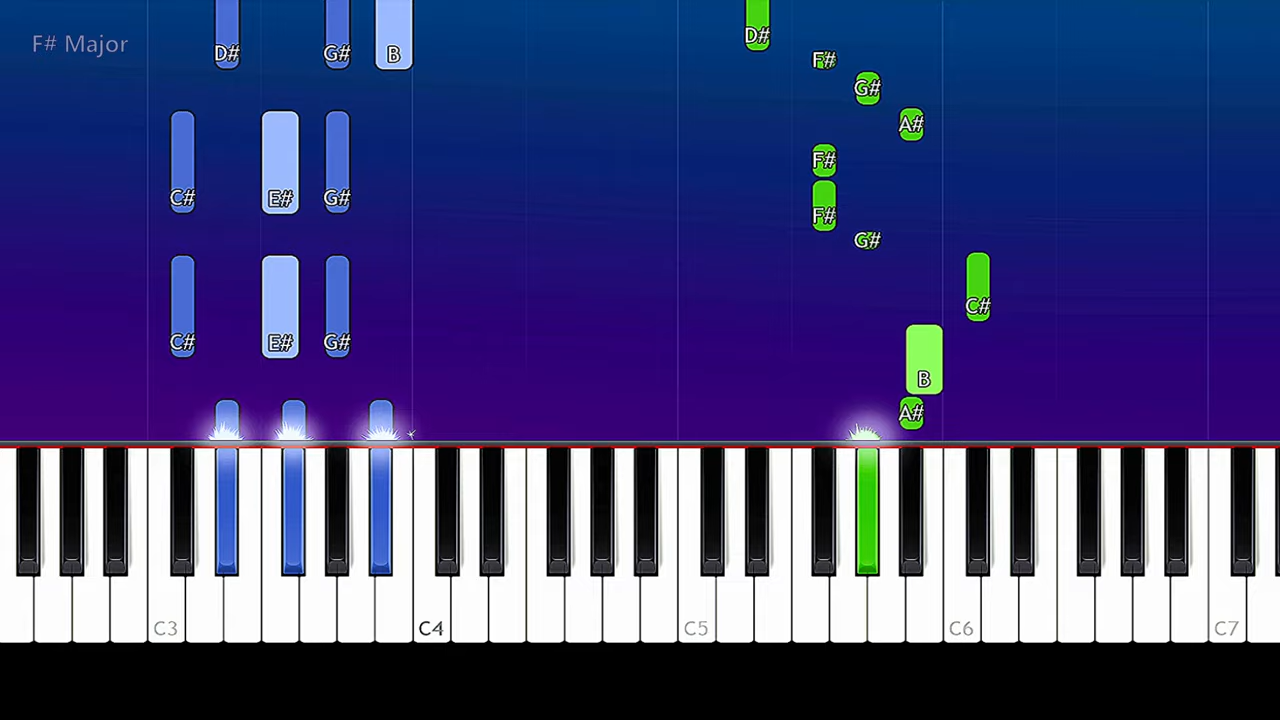 F# Major
D# G# B D#
F#
G#
A#
F#
C# E# G# F#
G#
C#
C# E# G#
B
A#
C3 C4 C5 C6 C7